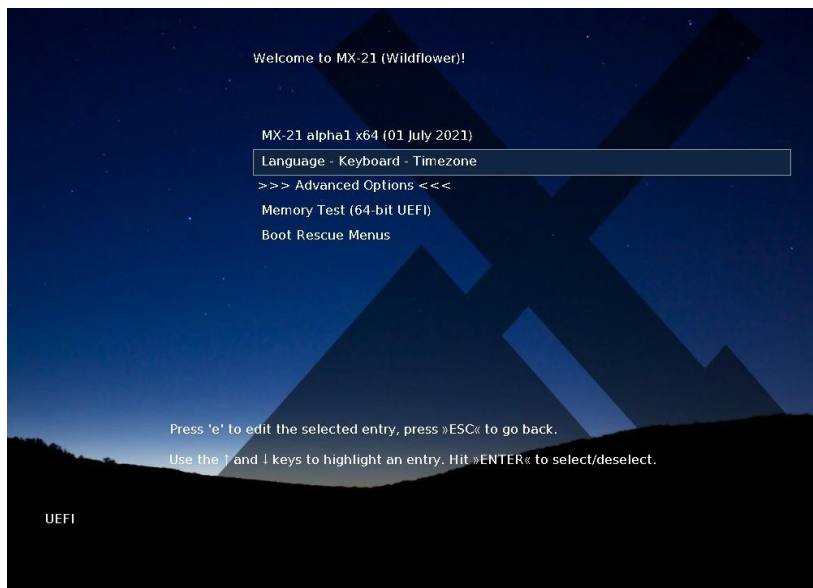 Welcome to MX-21 (Wildflower)!
MX-21 alpha1 x64 (01 July 2021)
Language - Keyboard - Timezone
>>> Advanced Options <<<
Memory Test (64-bit UEFI)
Boot Rescue Menus
Press 'e' to edit the selected entry, press »ESC« to go back.
Use the ↑ and ↓ keys to highlight an entry. Hit »ENTER« to select/deselect.
UEFI